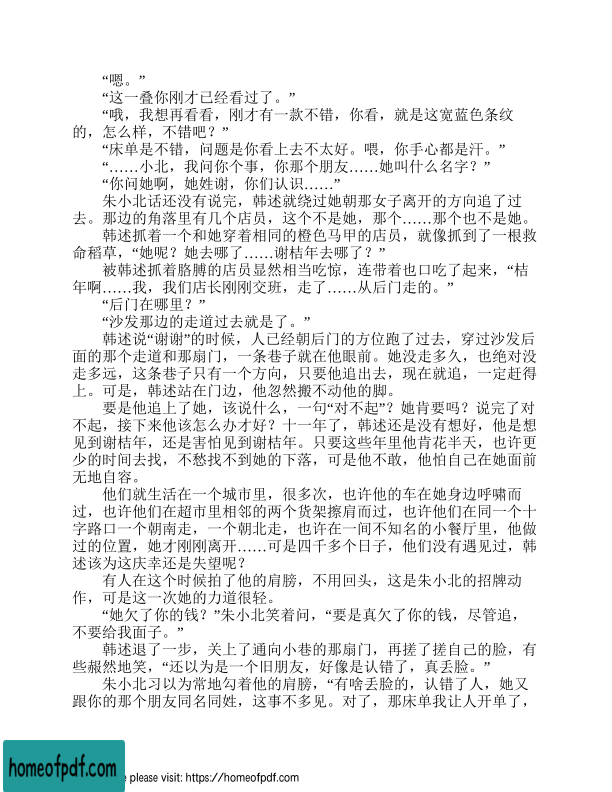 “嗯。”
“这一叠你刚才已经看过了。”
“哦，我想再看看，刚才有一款不错，你看，就是这宽蓝色条纹
的，怎么样，不错吧？”
“床单是不错，问题是你看上去不太好。喂，你手心都是汗。”
“……小北，我问你个事，你那个朋友……她叫什么名字？”
“你问她啊，她姓谢，你们认识……”
朱小北话还没有说完，韩述就绕过她朝那女子离开的方向追了过
去。那边的角落里有几个店员，这个不是她，那个……那个也不是她。
韩述抓着一个和她穿着相同的橙色马甲的店员，就像抓到了一根救
命稻草，“她呢？她去哪了……谢桔年去哪了？”
被韩述抓着胳膊的店员显然相当吃惊，连带着也口吃了起来，“桔
年啊……我，我们店长刚刚交班，走了……从后门走的。”
“后门在哪里？”
“沙发那边的走道过去就是了。”
韩述说“谢谢”的时候，人已经朝后门的方位跑了过去，穿过沙发后
面的那个走道和那扇门，一条巷子就在他眼前。她没走多久，也绝对没
走多远，这条巷子只有一个方向，只要他追出去，现在就追，一定赶得
上。可是，韩述站在门边，他忽然搬不动他的脚。
要是他追上了她，该说什么，一句“对不起”？她肯要吗？说完了对
不起，接下来他该怎么办才好？十一年了，韩述还是没有想好，他是想
见到谢桔年，还是害怕见到谢桔年。只要这些年里他肯花半天，也许更
少的时间去找，不愁找不到她的下落，可是他不敢，他怕自己在她面前
无地自容。
他们就生活在一个城市里，很多次，也许他的车在她身边呼啸而
过，也许他们在超市里相邻的两个货架擦肩而过，也许他们在同一个十
字路口一个朝南走，一个朝北走，也许在一间不知名的小餐厅里，他做
过的位置，她才刚刚离开……可是四千多个日子，他们没有遇见过，韩
述该为这庆幸还是失望呢？
有人在这个时候拍了他的肩膀，不用回头，这是朱小北的招牌动
作，可是这一次她的力道很轻。
“她欠了你的钱？”朱小北笑着问，“要是真欠了你的钱，尽管追，
不要给我面子。”
韩述退了一步，关上了通向小巷的那扇门，再搓了搓自己的脸，有
些赧然地笑，“还以为是一个旧朋友，好像是认错了，真丢脸。”
朱小北习以为常地勾着他的肩膀，“有啥丢脸的，认错了人，她又
跟你的那个朋友同名同姓，这事不多见。对了，那床单我让人开单了，
homeofpdf.com
e please visit: https://homeofpdf.com